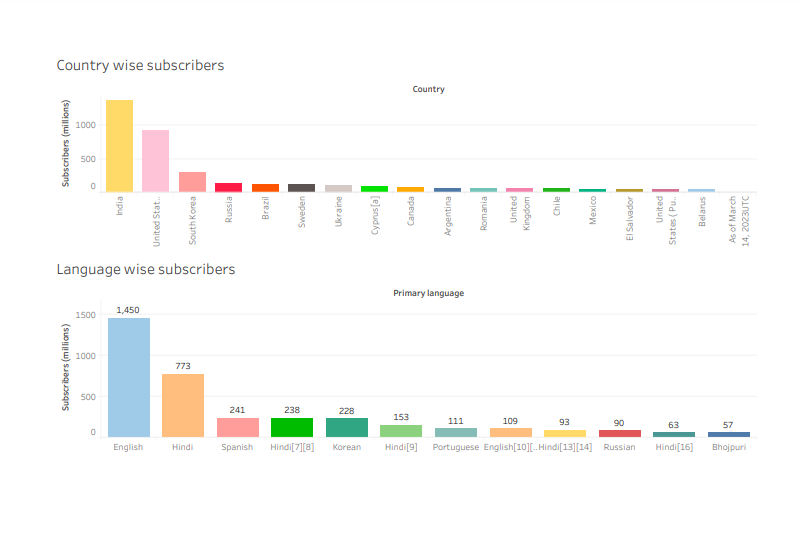 Country wise subscribers
Country
Subscribers (millions)
1000
500
0
India
United Stat..
South Korea
Russia
Brazil
Sweden
Ukraine
Cyprus[a]
Canada
Argentina
Romania
United
Kingdom
Chile
Mexico
El Salvador
United
States ( Pu..
Belarus
As of March
14, 2023UTC
Language wise subscribers
Primary language
Subscribers (millions)
1500
1000
500
0
1,450
773
241
238
228
153
111
109
93
90
63
57
English
Hindi
Spanish
Hindi[7][8]
Korean
Hindi[9]
Portuguese
English[10][..
Hindi[13][14]
Russian
Hindi[16]
Bhojpuri